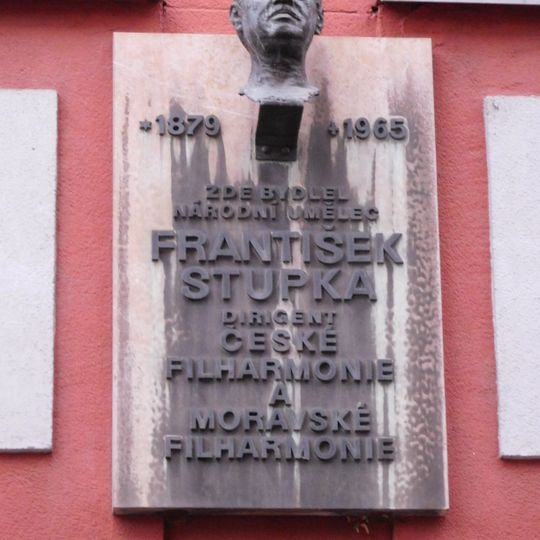 *1879 +1965
ZDE BYDLEL
NÁRODNÍ UMĚLEC
FRANTIŠEK
STUPKA
DIRIGENT
ČESKÉ
FILHARMONIE
A
MORAVSKÉ
FILHARMONIE